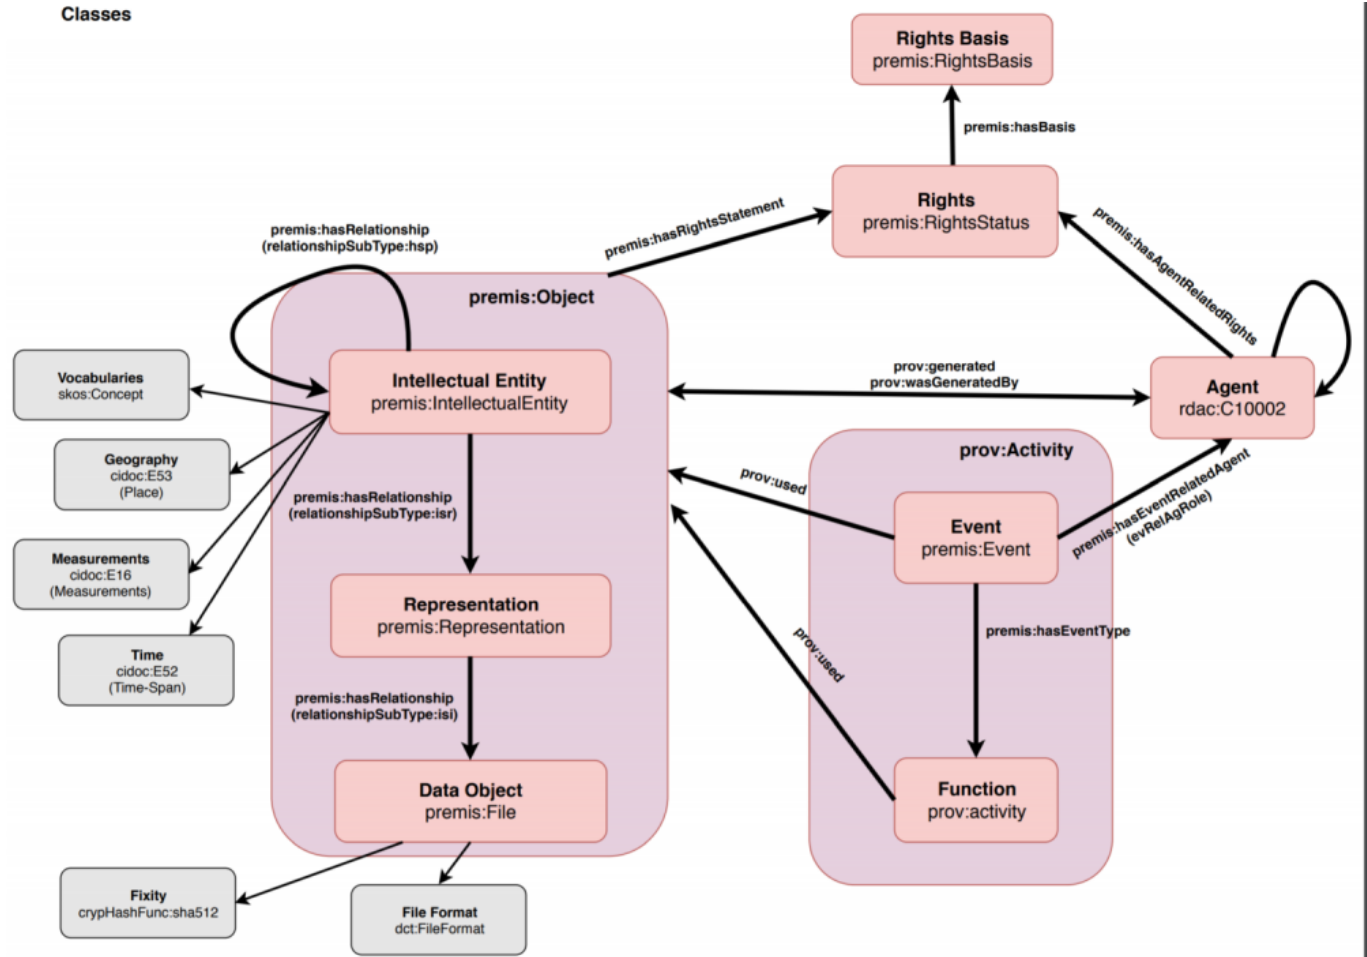 Classes
Rights Basis
premis:RightsBasis
premis:hasBasis
Rights
premis:RightsStatus
premis:hasRightsStatement
premis:hasAgentRelatedRights
premis:hasRelationship
(relationshipSubType:hsp)
premis:Object
Intellectual Entity
premis:IntellectualEntity
prov:generated
prov:wasGeneratedBy
Agent
rdac:C10002
Vocabularies
skos:Concept
Geography
cidoc:E53
(Place)
Measurements
cidoc:E16
(Measurements)
Time
cidoc:E52
(Time-Span)
premis:hasRelationship
(relationshipSubType:isr)
Representation
premis:Representation
premis:hasRelationship
(relationshipSubType:isi)
Data Object
premis:File
Fixity
crypHashFunc:sha512
File Format
dct:FileFormat
prov:Activity
prov:used
Event
premis:Event
premis:hasEventRelatedAgent
(evRelAgRole)
premis:hasEventType
prov:used
Function
prov:activity